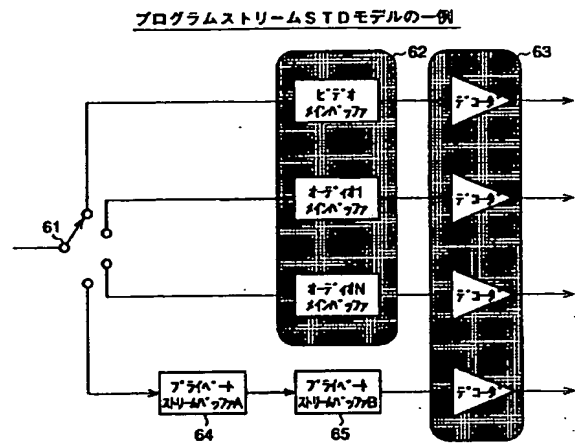 プログラムストリームSTDモデルの一例
62
63
ビデオ
メインバッファ
デコーダ
オーディオ1
メインバッファ
デコーダ
61
オーディオN
メインバッファ
デコーダ
プライベート
ストリームバッファA
プライベート
ストリームバッファB
デコーダ
64
65